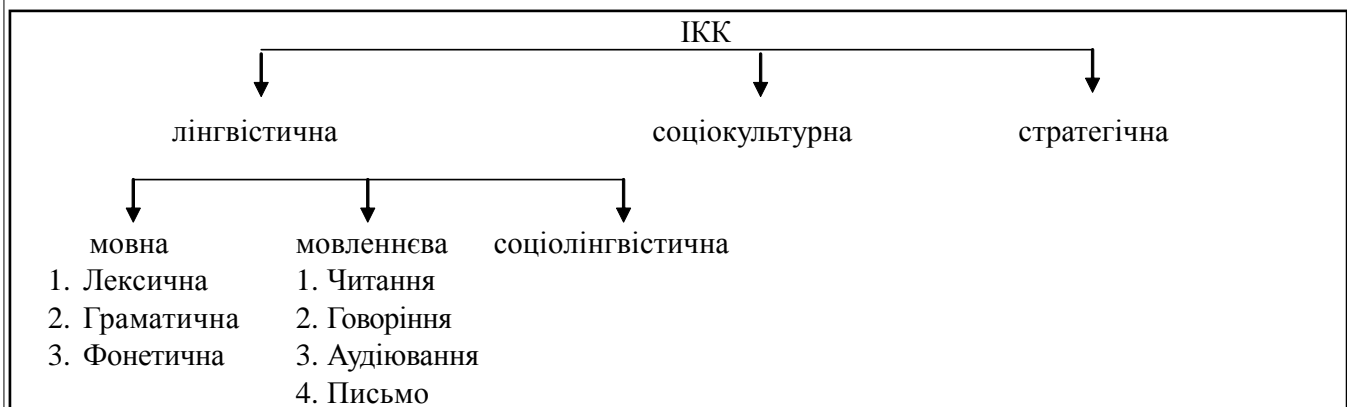 ІКК
лінгвістична соціокультурна стратегічна
мовна мовленнєва соціолінгвістична
1. Лексична 1. Читання
2. Граматична 2. Говоріння
3. Фонетична 3. Аудіювання
4. Письмо